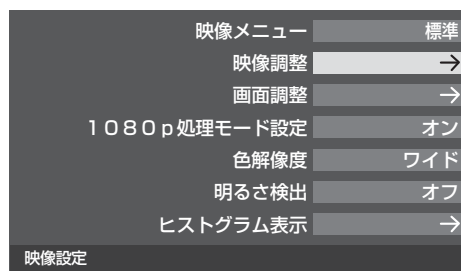 映像メニュー 標準
映像調整 →
画面調整 →
１０８０ｐ処理モード設定 オン
色解像度 ワイド
明るさ検出 オフ
ヒストグラム表示 →
映像設定